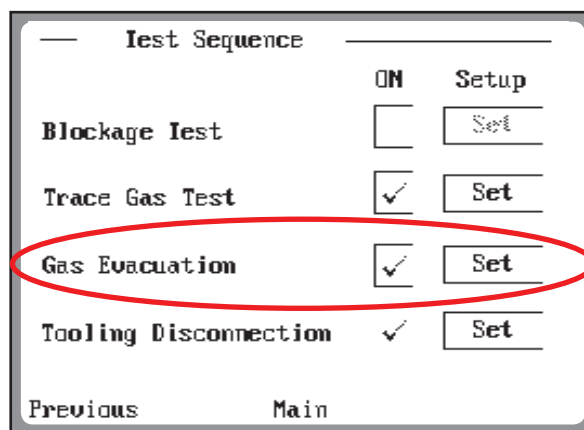 Test Sequence
ON Setup
Blockage Test Set
Trace Gas Test ✓ Set
Gas Evacuation ✓ Set
Tooling Disconnection ✓ Set
Previous Main